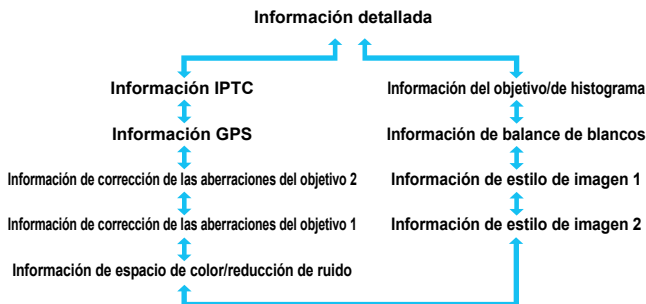 Información detallada
Información IPTC
Información del objetivo/de histograma
Información GPS
Información de balance de blancos
Información de corrección de las aberraciones del objetivo 2
Información de estilo de imagen 1
Información de corrección de las aberraciones del objetivo 1
Información de estilo de imagen 2
Información de espacio de color/reducción de ruido